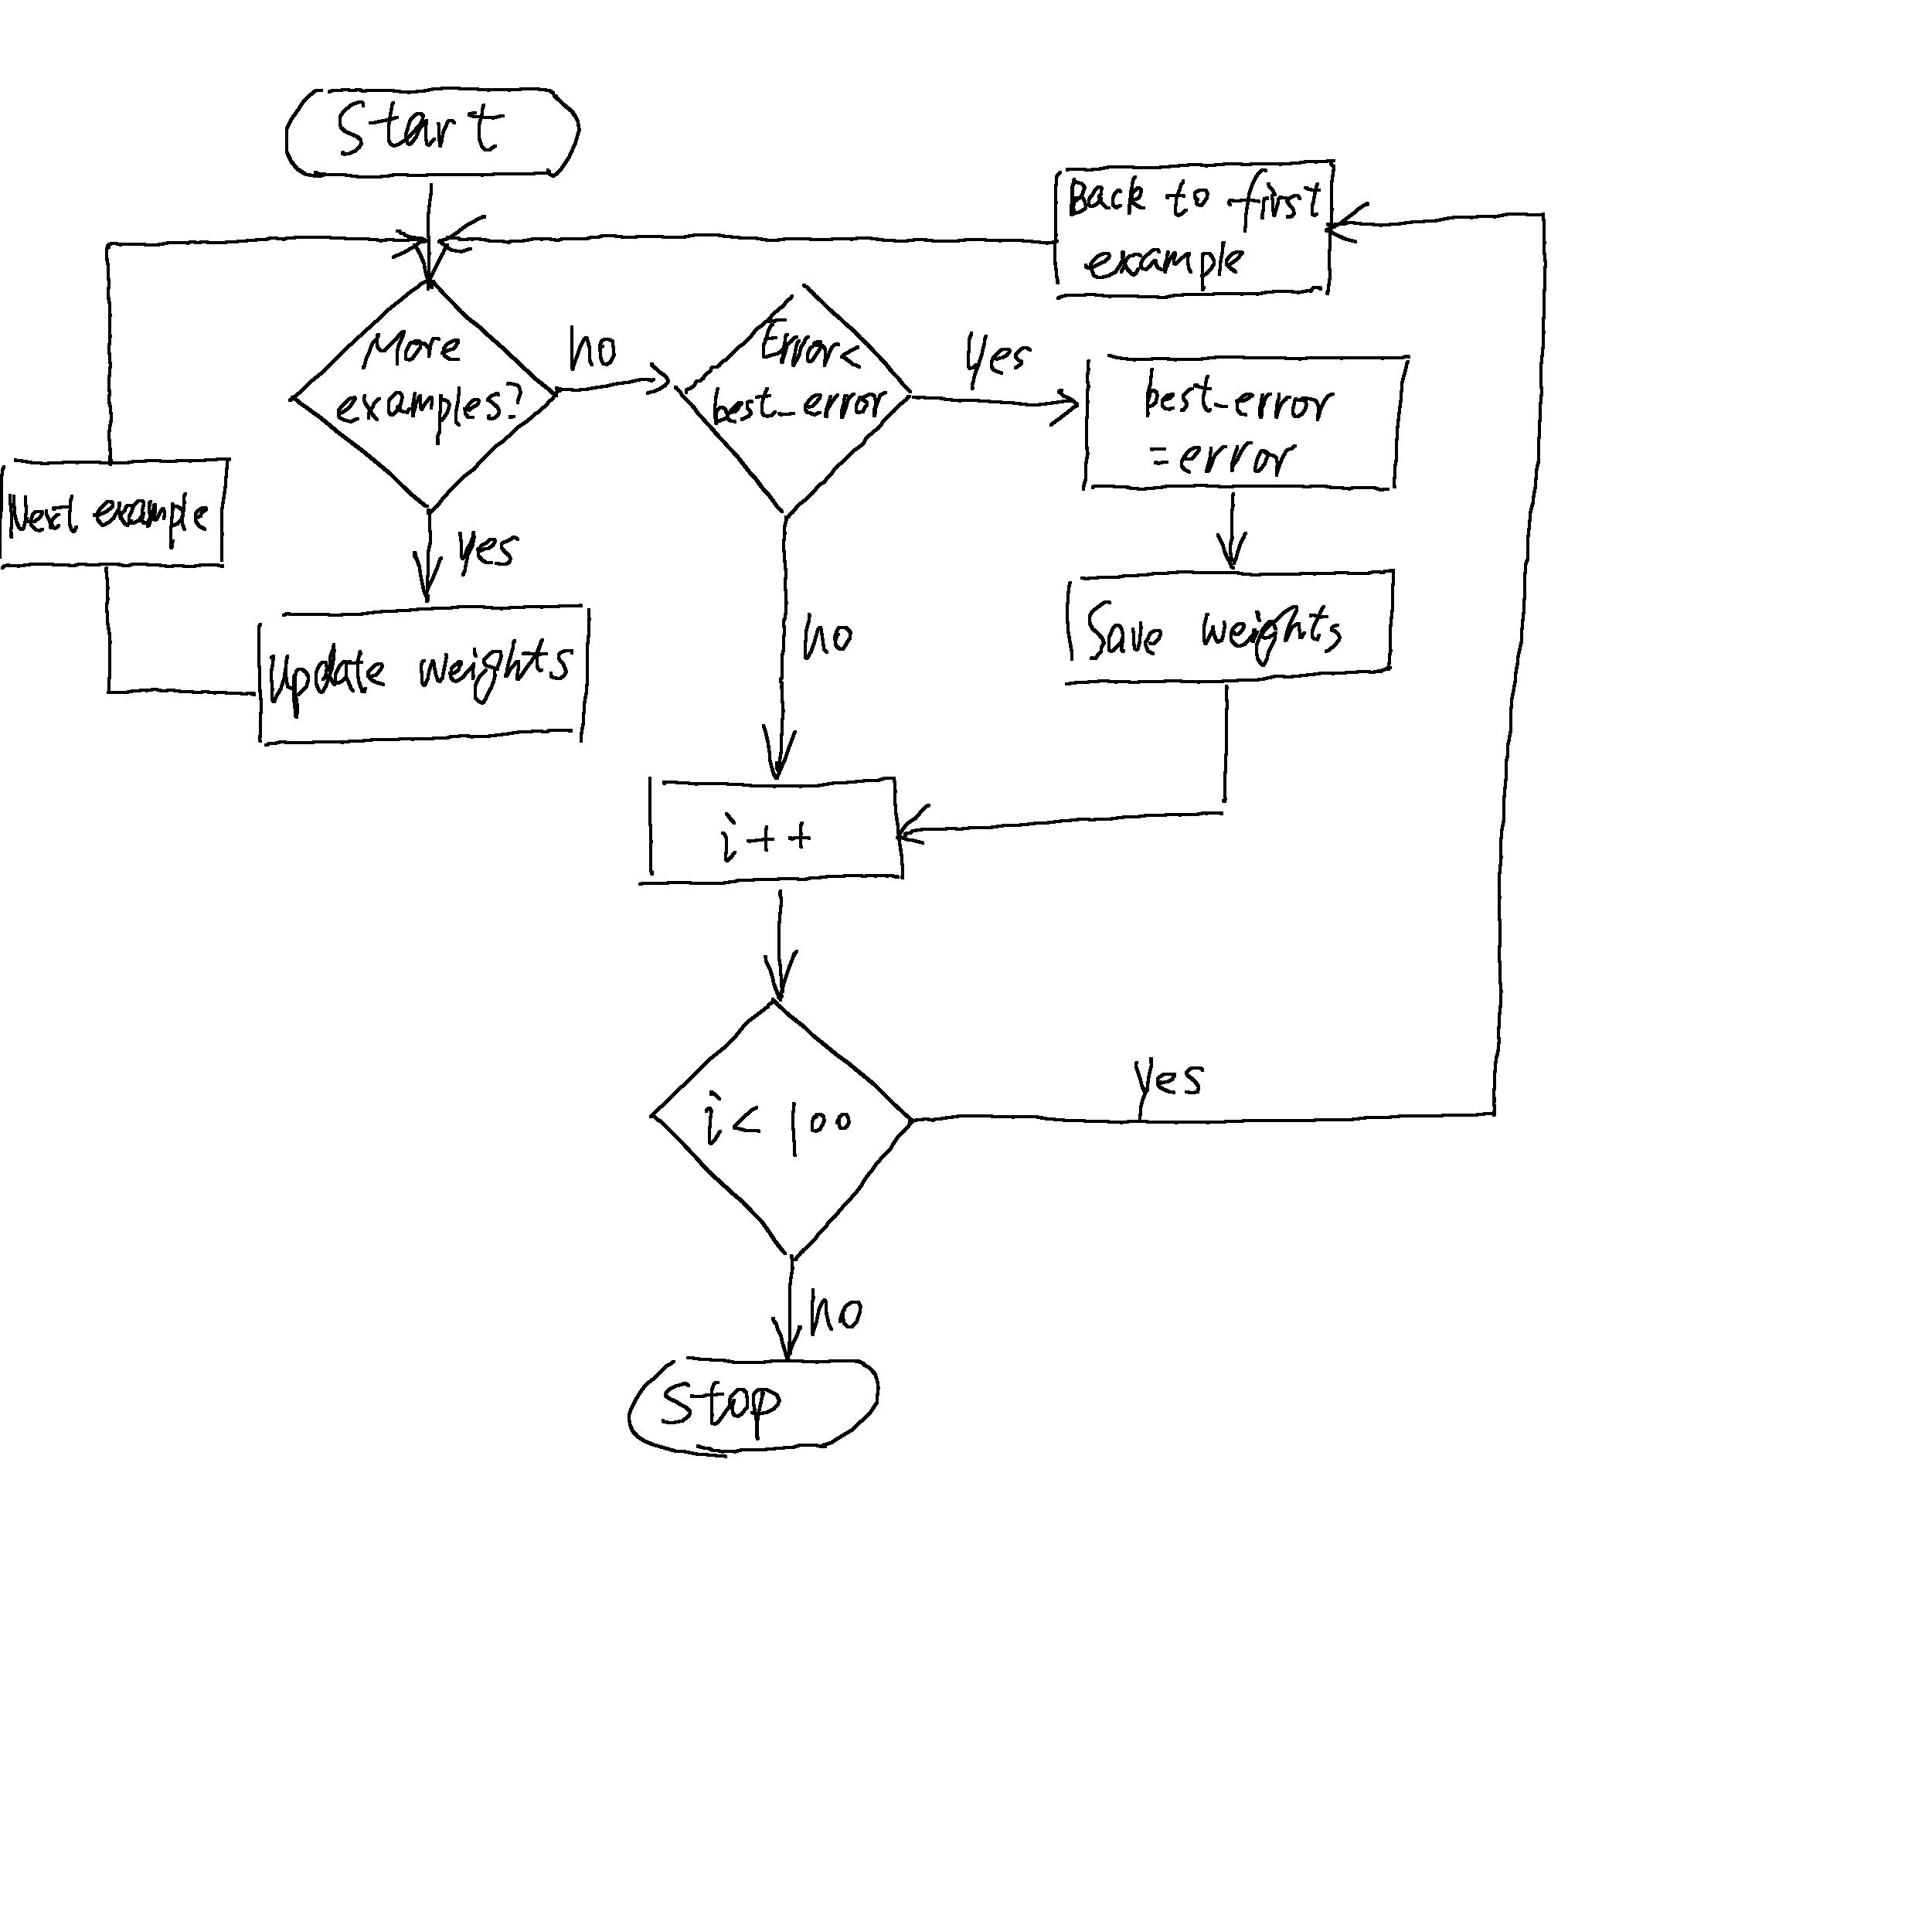 Start
Back to first
example
More
examples?
no
Error<
best_error
yes
best_error
=error
Next example
yes
Update weights
no
Save weights
i++
i<100
yes
no
Stop